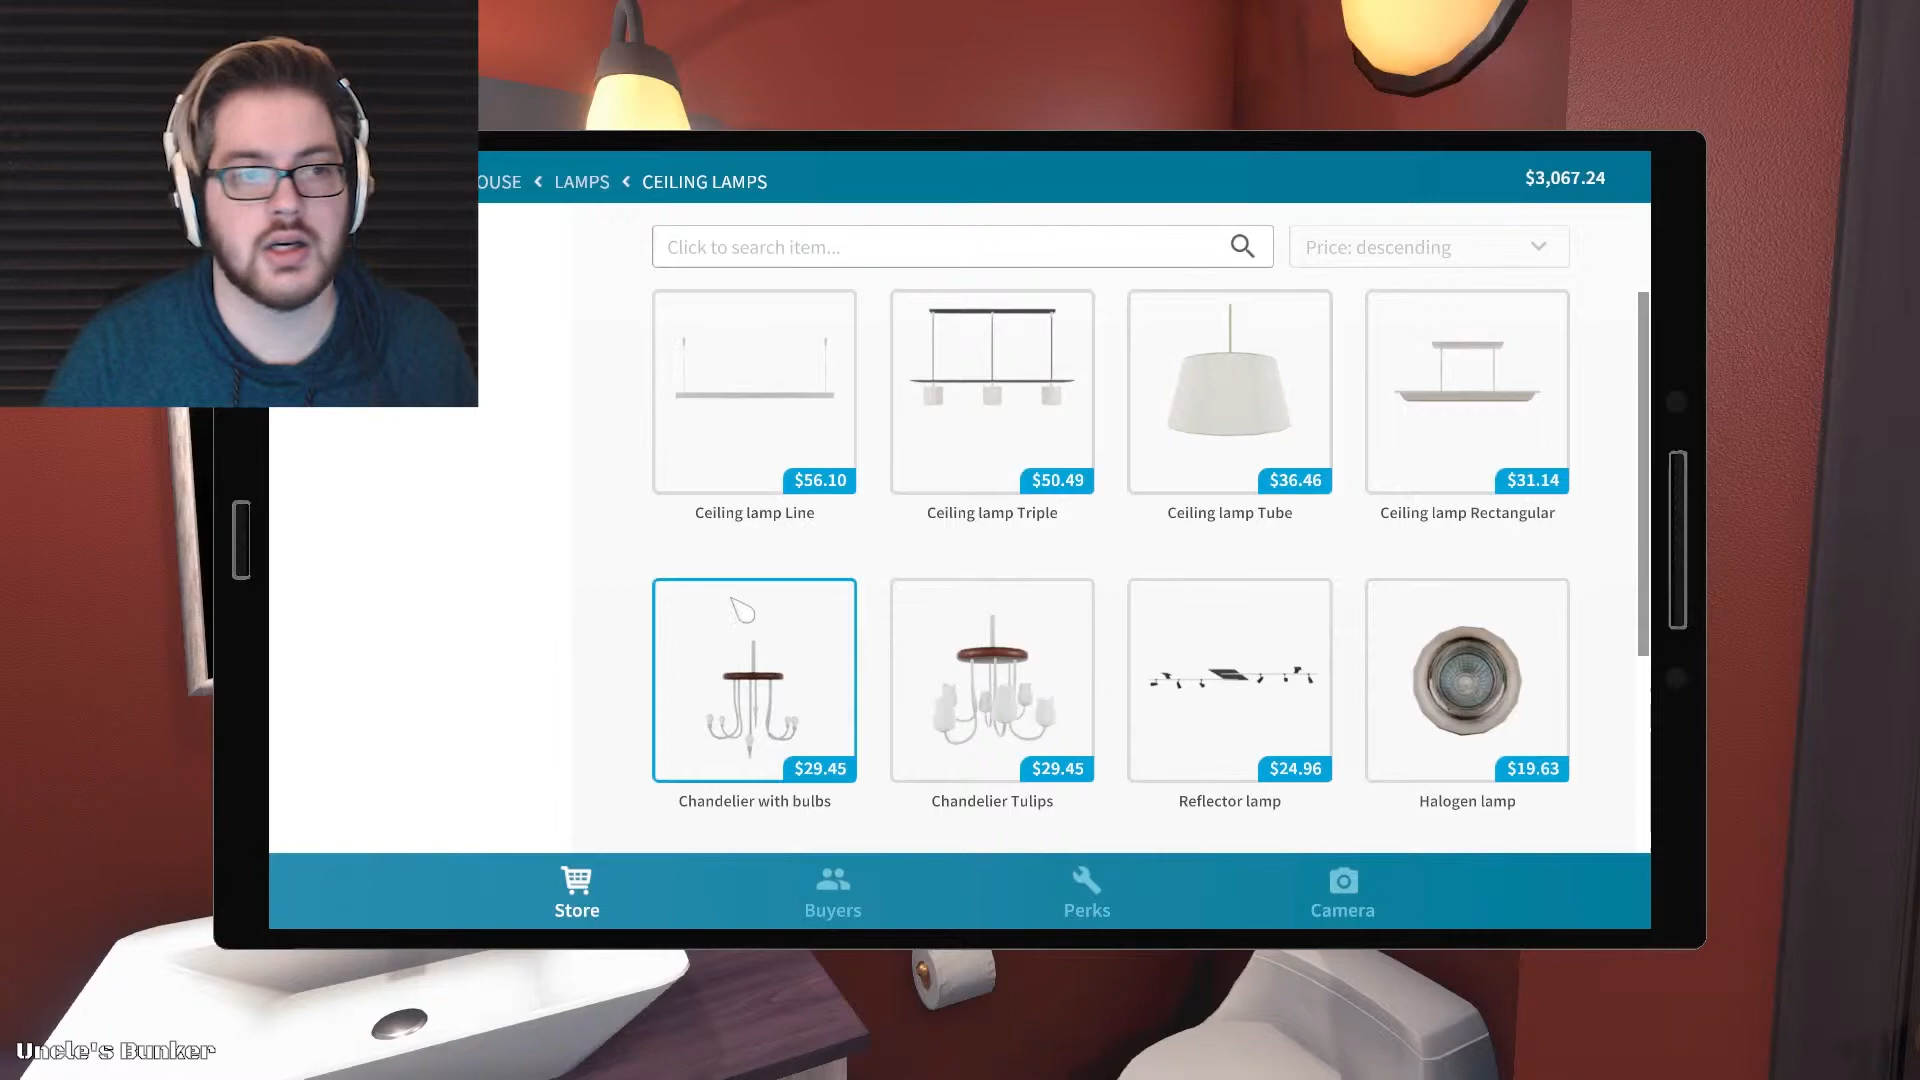 OUSE < LAMPS < CEILING LAMPS
$3,067.24
Click to search item...
Price: descending
$56.10
$50.49
$36.46
$31.14
Ceiling lamp Line
Ceiling lamp Triple
Ceiling lamp Tube
Ceiling lamp Rectangular
$29.45
$29.45
$24.96
$19.63
Chandelier with bulbs
Chandelier Tulips
Reflector lamp
Halogen lamp
Store
Buyers
Perks
Camera
Uncle's Bunker